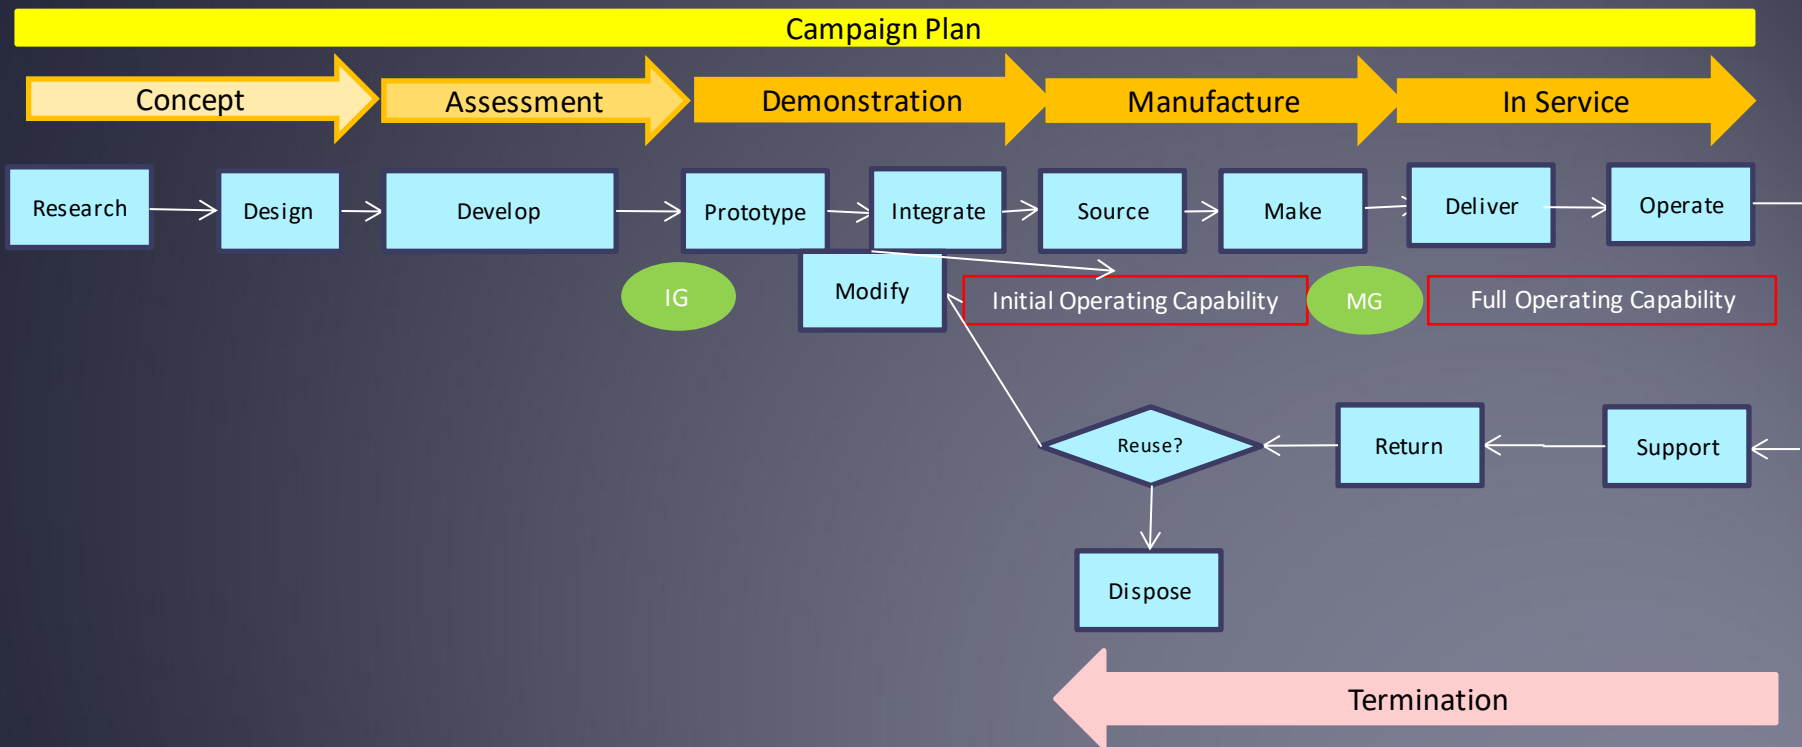 Campaign Plan
Concept
Assessment
Demonstration
Manufacture
In Service
Research
Design
Develop
Prototype
Integrate
Source
Make
Deliver
Operate
IG
Modify
Initial Operating Capability
MG
Full Operating Capability
Reuse?
Return
Support
Dispose
Termination